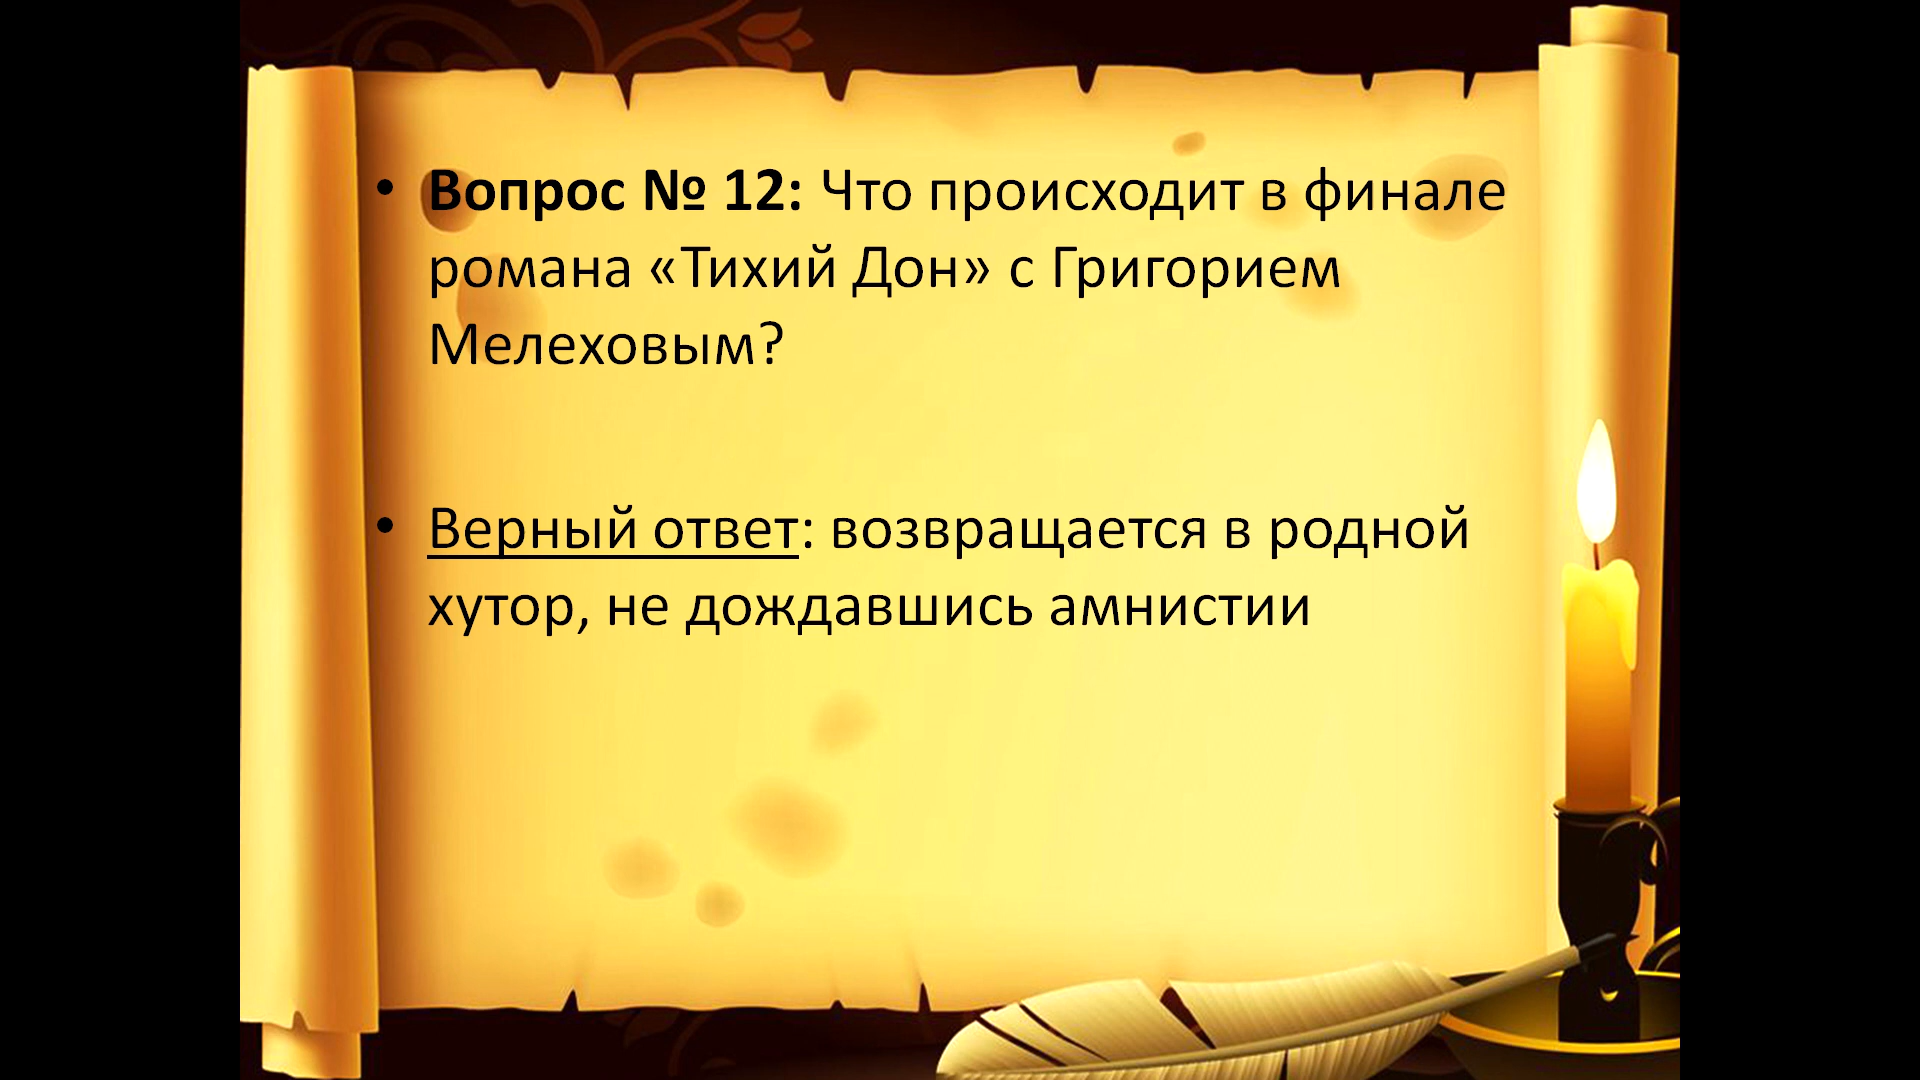 • Вопрос № 12: Что происходит в финале
романа «Тихий Дон» с Григорием
Мелеховым?
• Верный ответ: возвращается в родной
хутор, не дождавшись амнистии